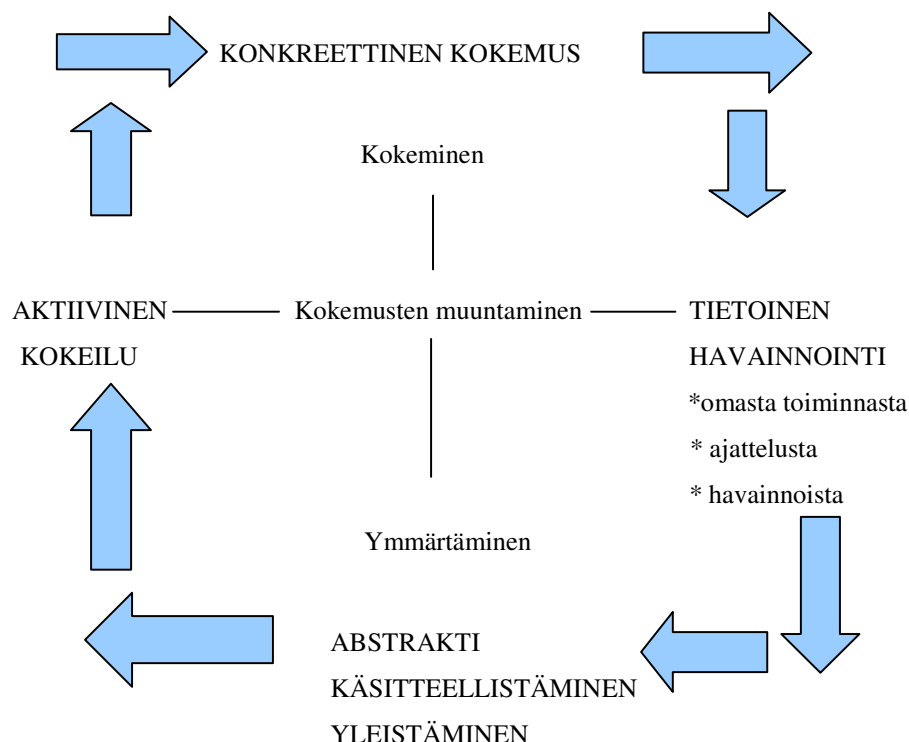 KONKREETTINEN KOKEMUS
Kokeminen
AKTIIVINEN
KOKEILU
Kokemusten muuntaminen
TIETOINEN
HAVAINNOINTI
*omasta toiminnasta
* ajattelusta
* havainnoista
Ymmärtäminen
ABSTRAKTI
KÄSITTEELLISTÄMINEN
YLEISTÄMINEN